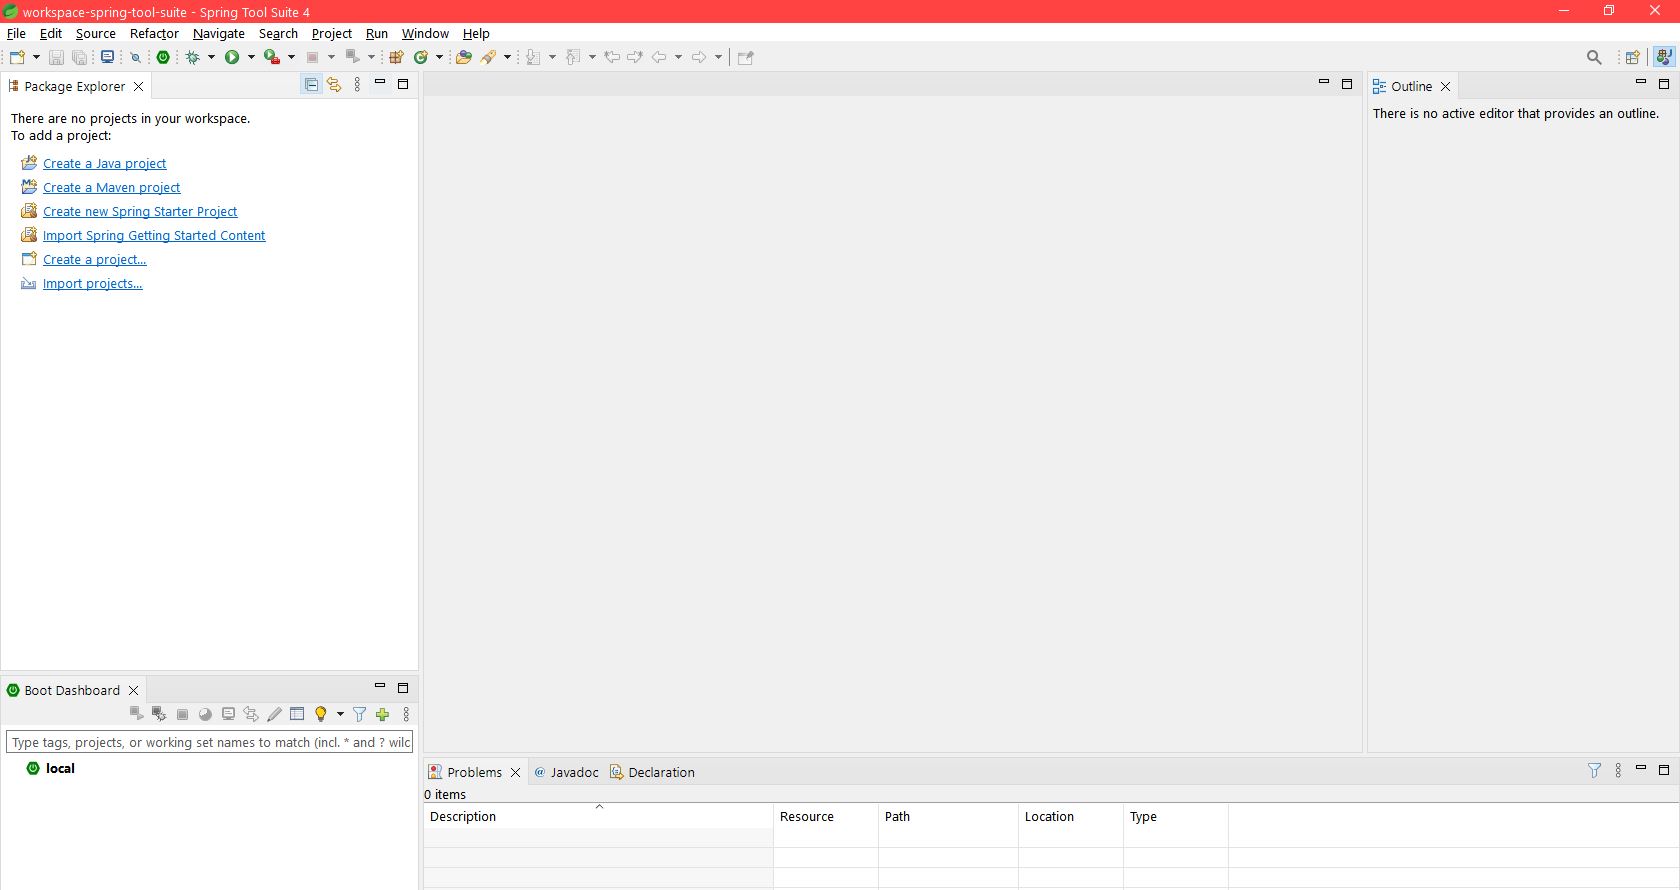 workspace-spring-tool-suite - Spring Tool Suite 4
File Edit Source Refactor Navigate Search Project Run Window Help
Package Explorer
There are no projects in your workspace.
To add a project:
Create a Java project
Create a Maven project
Create new Spring Starter Project
Import Spring Getting Started Content
Create a project...
Import projects...
Outline
There is no active editor that provides an outline.
Boot Dashboard
Type tags, projects, or working set names to match (incl. * and ? wilc
local
Problems @ Javadoc Declaration
0 items
Description Resource Path Location Type